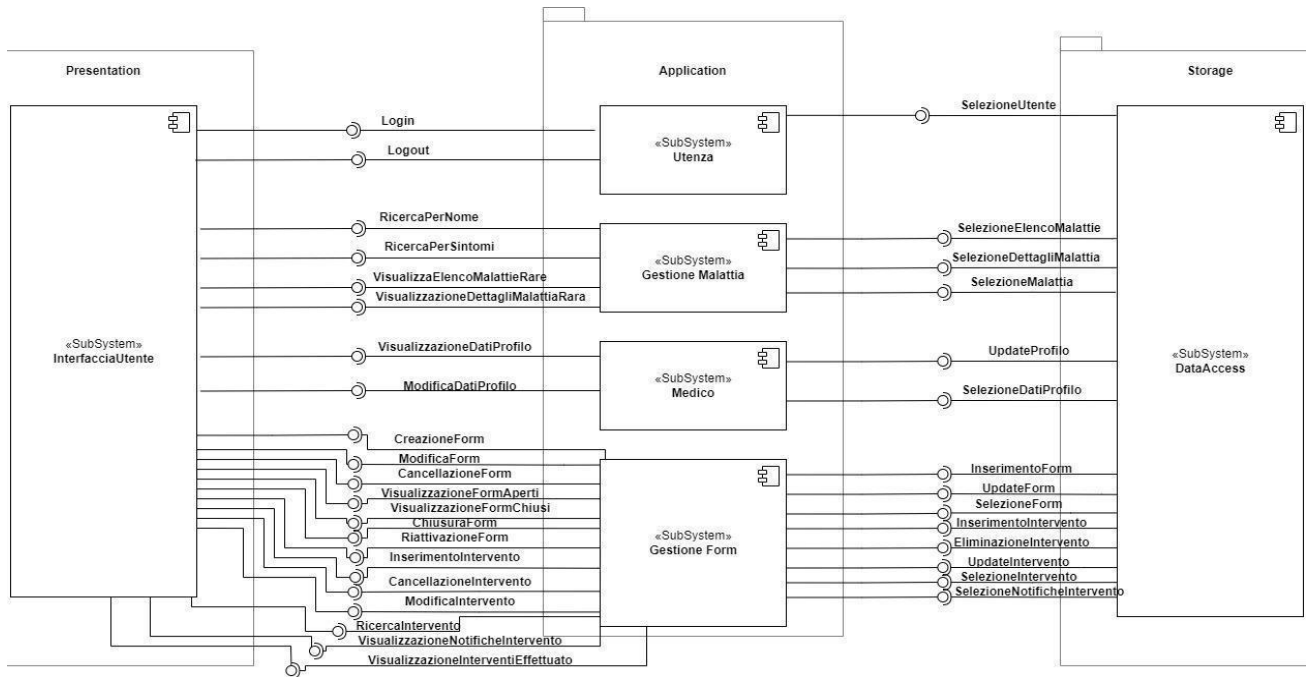 Presentation
Application
Storage
«SubSystem»
InterfacciaUtente
Login
Logout
«SubSystem»
Utenza
SelezioneUtente
RicercaPerNome
RicercaPerSintomi
VisualizzaElencoMalattieRare
VisualizzazioneDettagliMalattiaRara
«SubSystem»
Gestione Malattia
SelezioneElencoMalattie
SelezioneDettagliMalattia
SelezioneMalattia
VisualizzazioneDatiProfilo
ModificaDatiProfilo
«SubSystem»
Medico
UpdateProfilo
SelezioneDatiProfilo
«SubSystem»
DataAccess
CreazioneForm
ModificaForm
CancellazioneForm
VisualizzazioneFormAperti
VisualizzazioneFormChiusi
ChiusuraForm
RiattivazioneForm
InserimentoIntervento
CancellazioneIntervento
ModificaIntervento
RicercaIntervento
VisualizzazioneNotificheIntervento
VisualizzazioneInterventiEffettuato
«SubSystem»
Gestione Form
InserimentoForm
UpdateForm
SelezioneForm
InserimentoIntervento
EliminazioneIntervento
UpdateIntervento
SelezioneIntervento
SelezioneNotificheIntervento